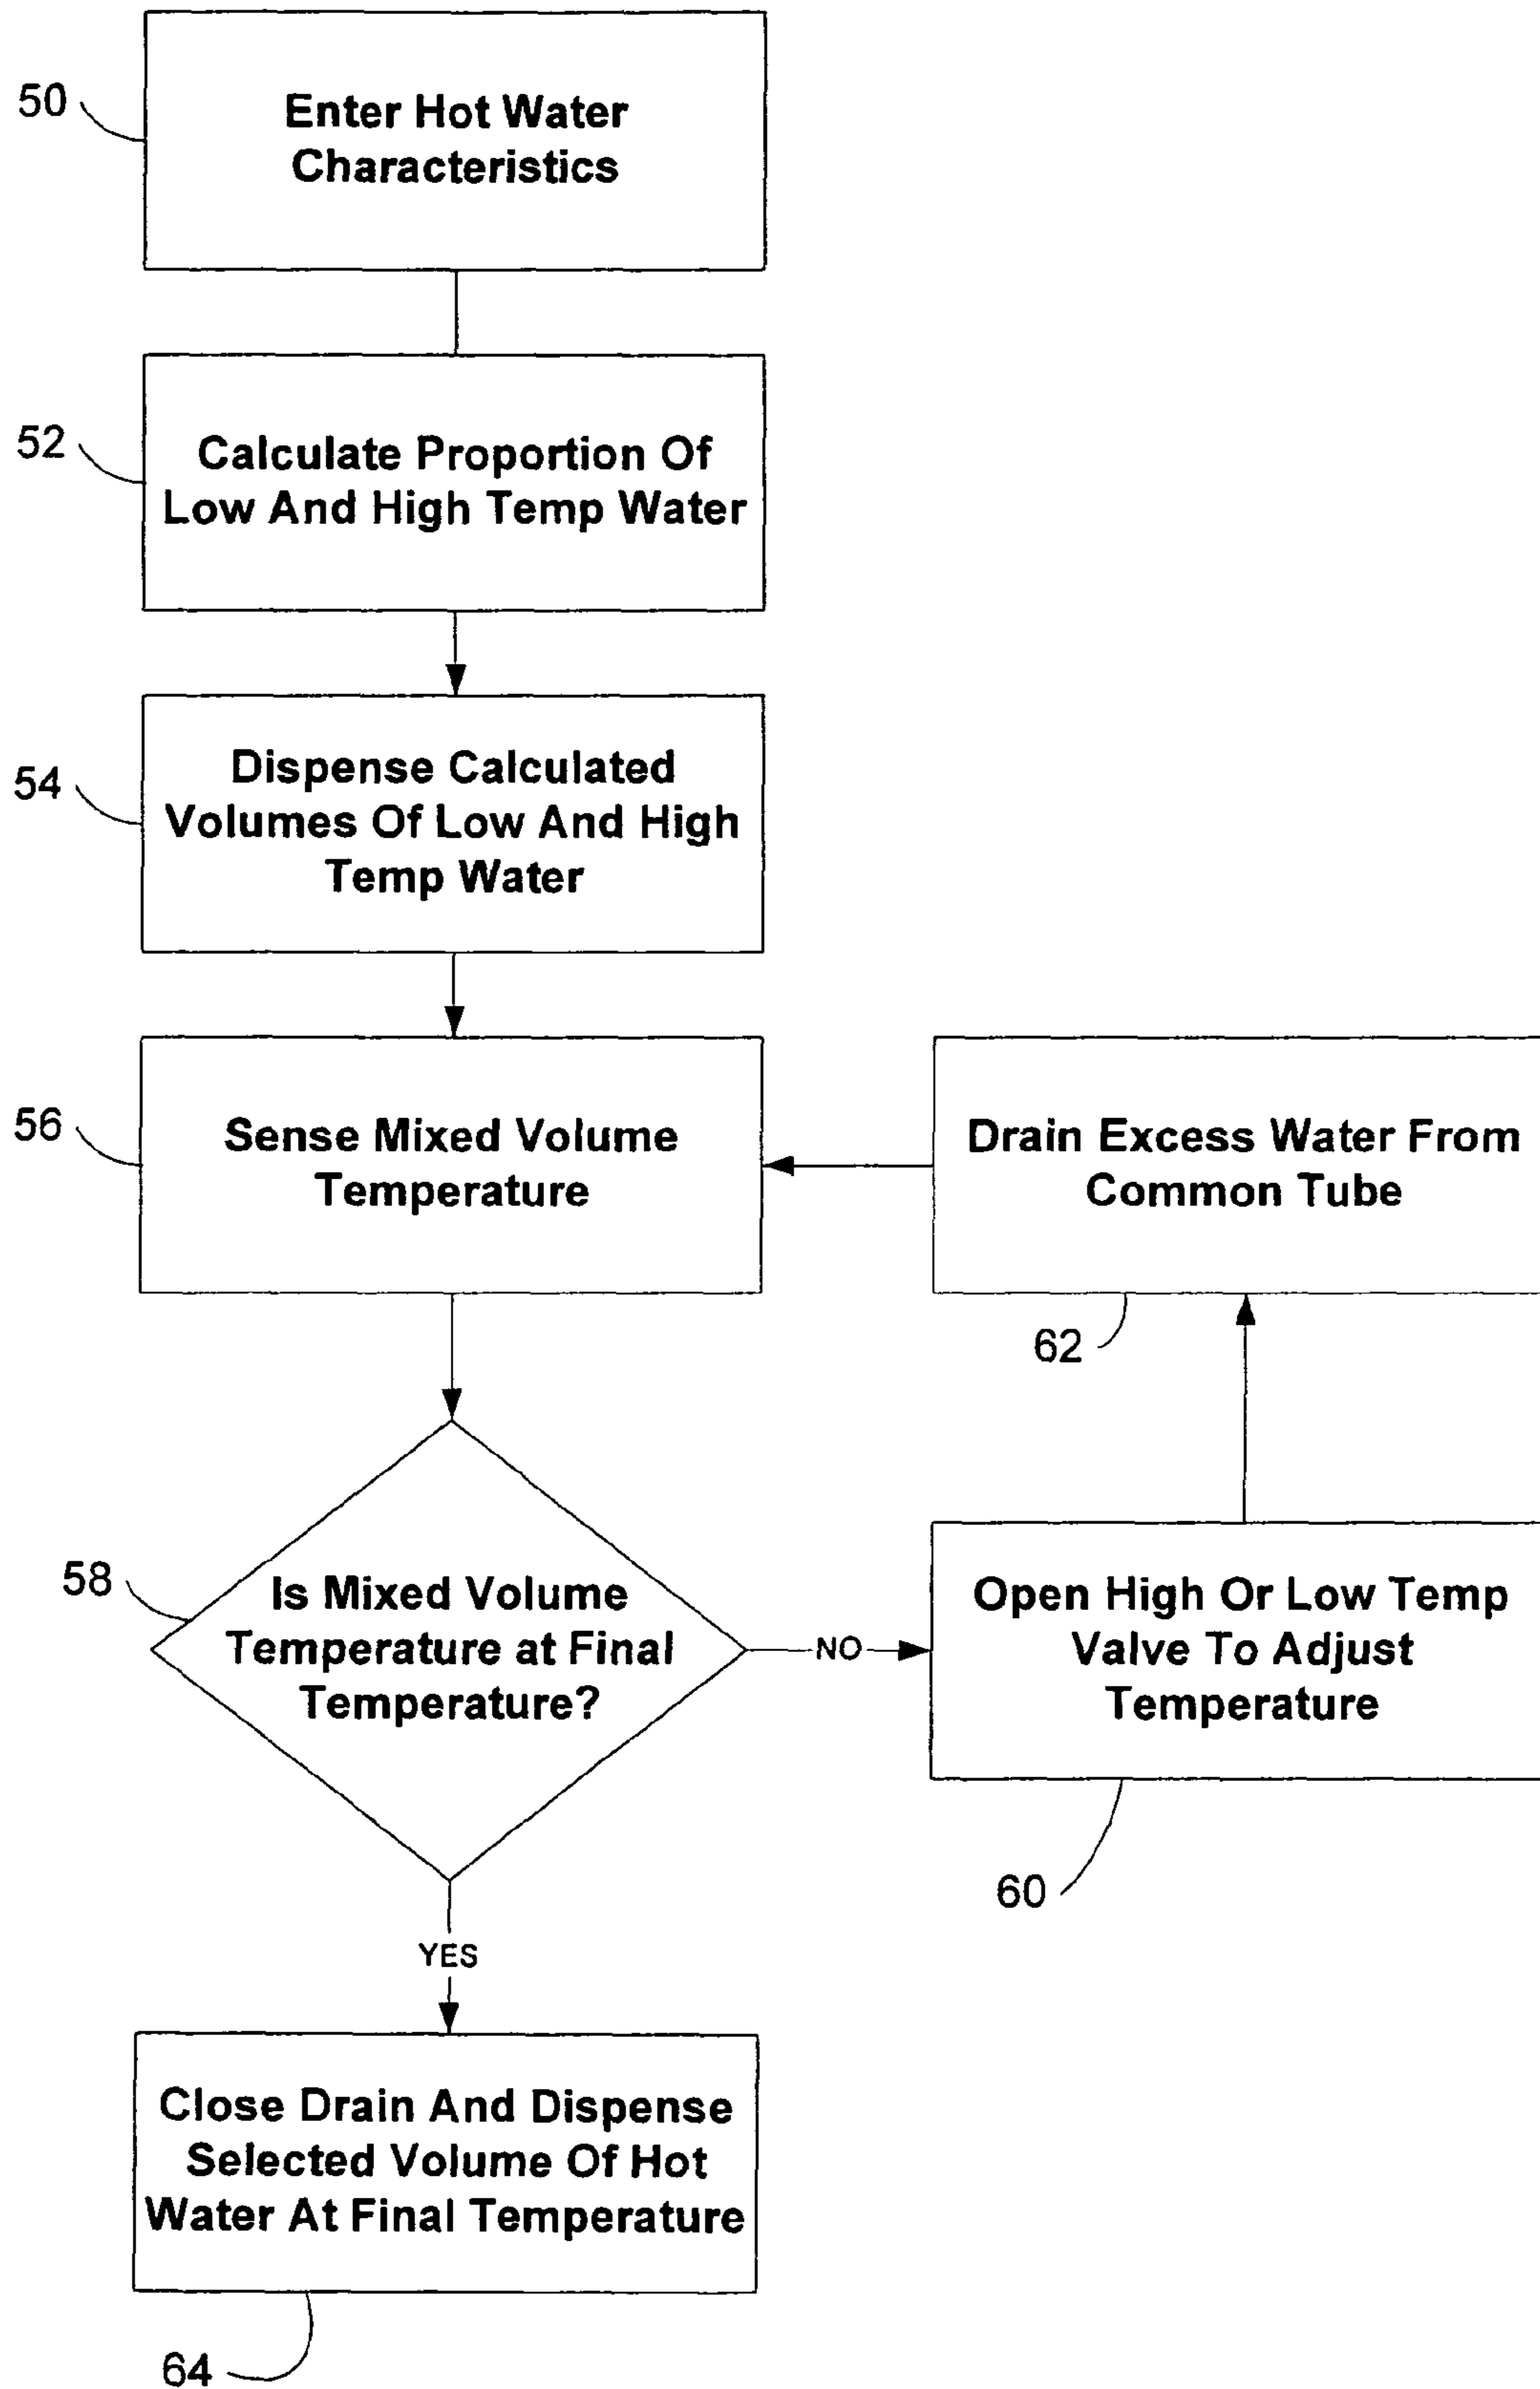 50
Enter Hot Water
Characteristics
52
Calculate Proportion Of
Low And High Temp Water
54
Dispense Calculated
Volumes Of Low And High
Temp Water
56
Sense Mixed Volume
Temperature
Drain Excess Water From
Common Tube
62
58
Is Mixed Volume
Temperature at Final
Temperature?
NO
Open High Or Low Temp
Valve To Adjust
Temperature
60
YES
Close Drain And Dispense
Selected Volume Of Hot
Water At Final Temperature
64